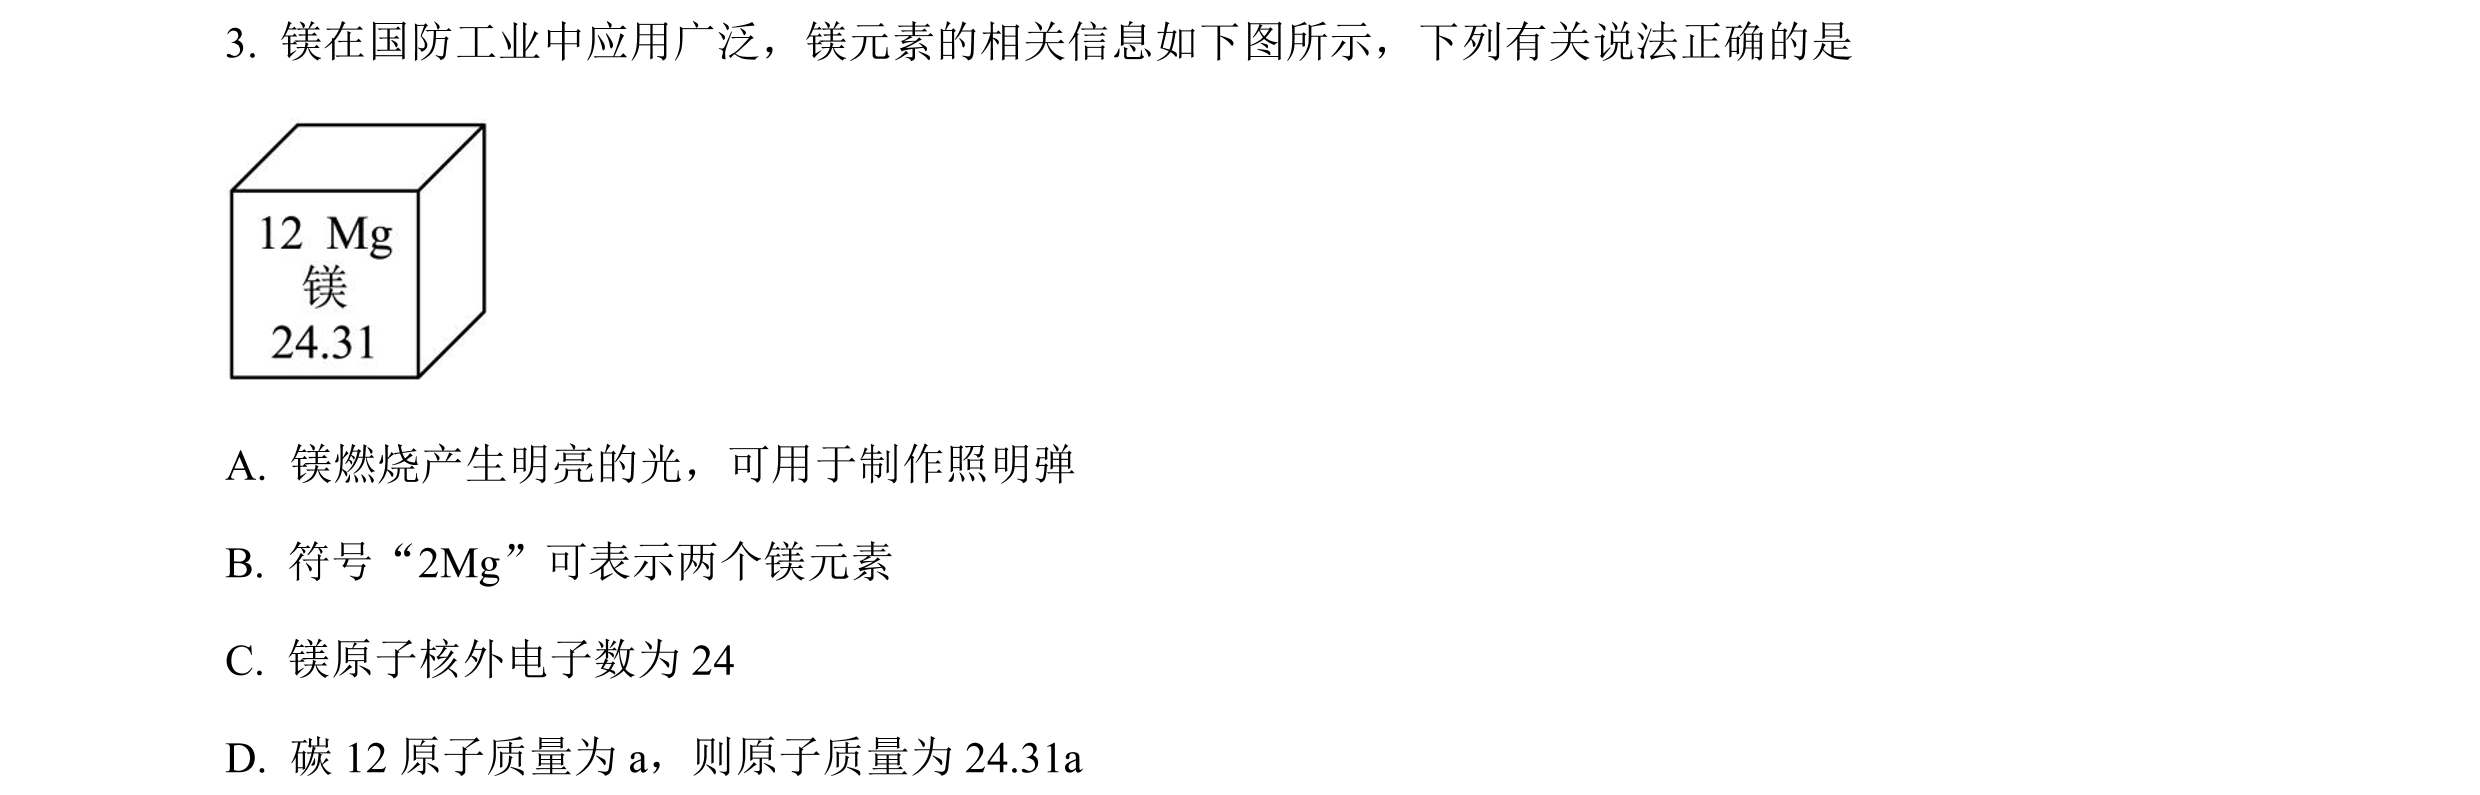 3. 镁在国防工业中应用广泛，镁元素的相关信息如下图所示，下列有关说法正确的是
12 Mg
镁
24.31
A. 镁燃烧产生明亮的光，可用于制作照明弹
B. 符号“2Mg”可表示两个镁元素
C. 镁原子核外电子数为 24
D. 碳 12 原子质量为 a，则原子质量为 24.31a